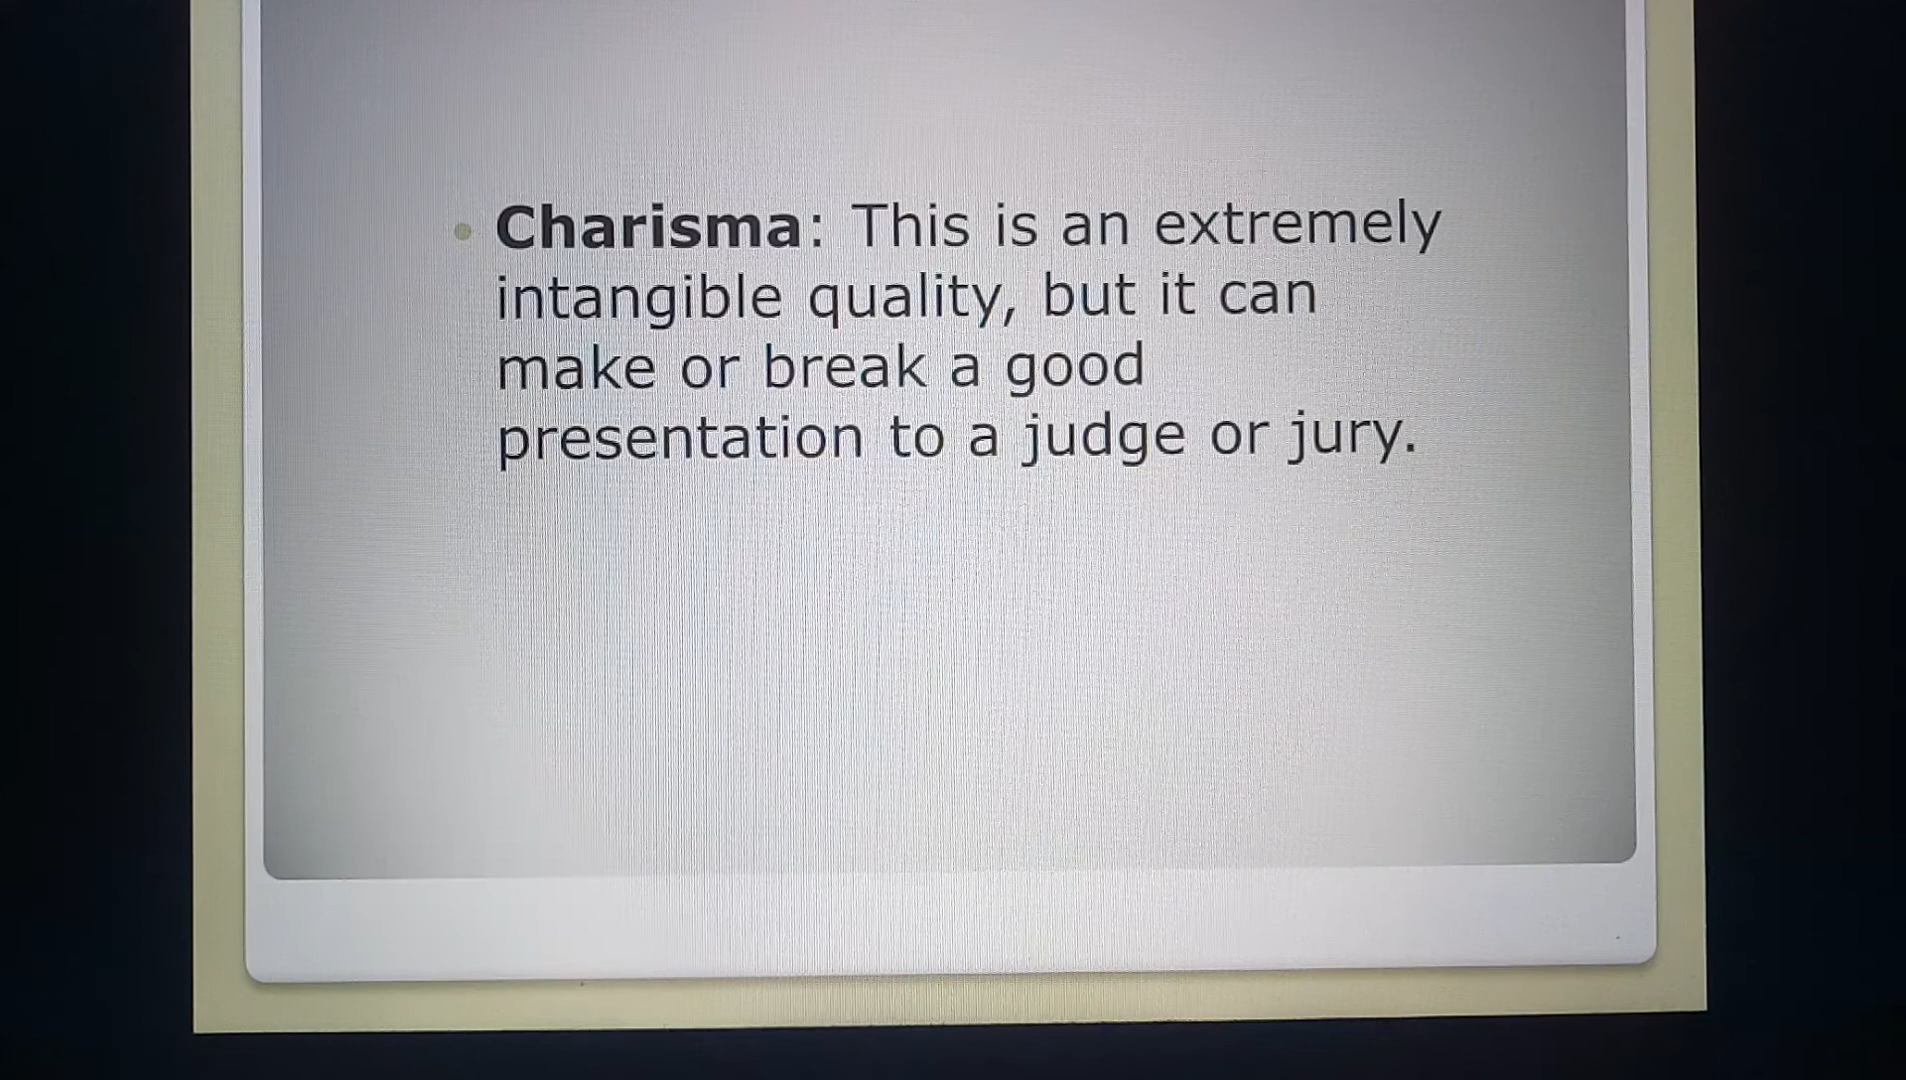 • Charisma: This is an extremely
intangible quality, but it can
make or break a good
presentation to a judge or jury.